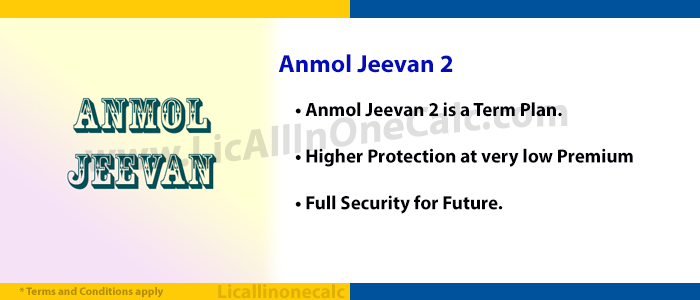 Anmol Jeevan 2
ANMOL
JEEVAN
• Anmol Jeevan 2 is a Term Plan.
www.LicAllInOneCalc.com
• Higher Protection at very low Premium
• Full Security for Future.
* Terms and Conditions apply
Licallinonecalc